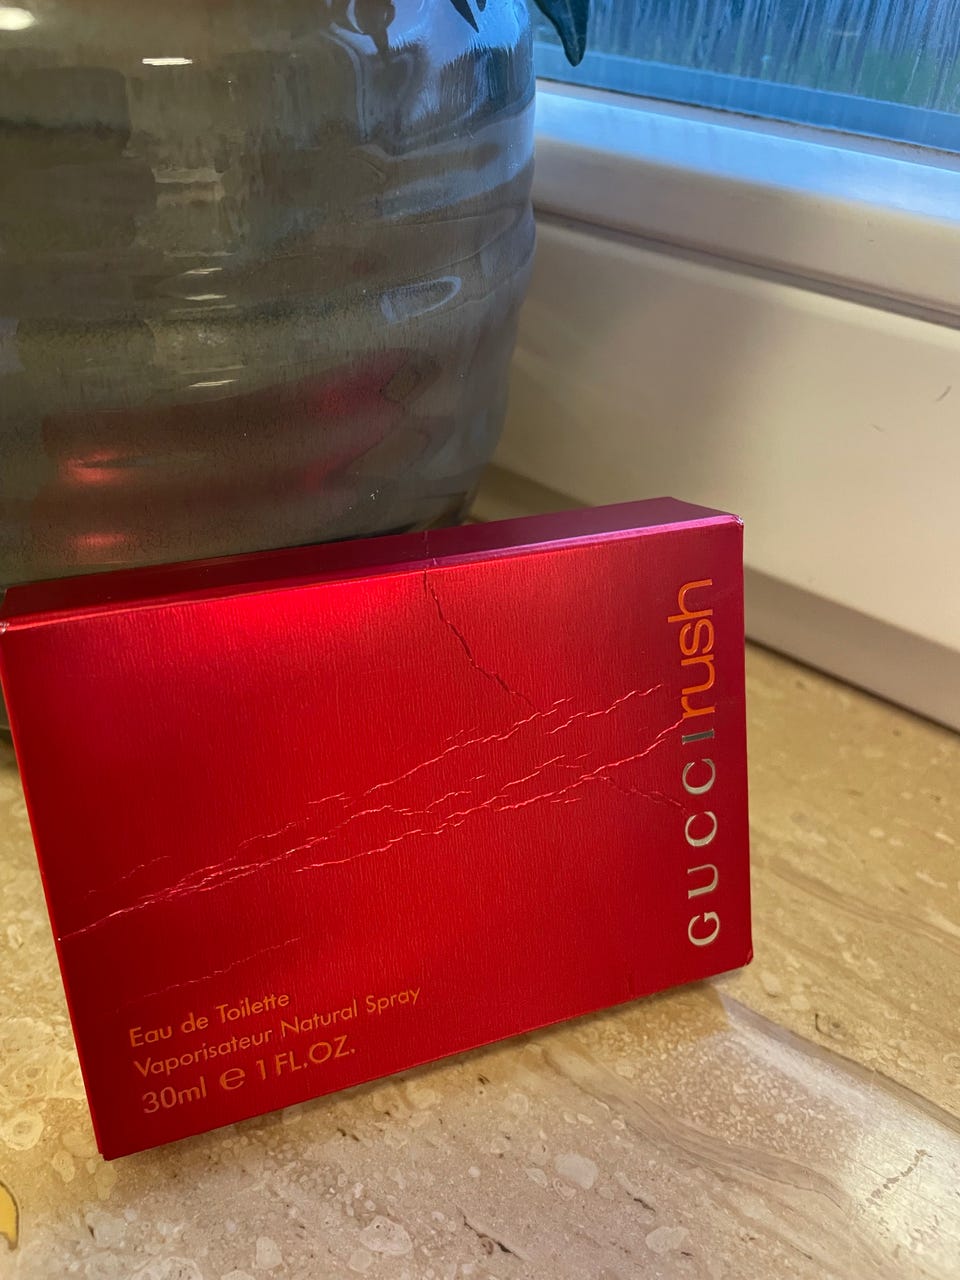 GUCCI rush
Eau de Toilette
Vaporisateur Natural Spray
30ml ℮ 1 FL.OZ.